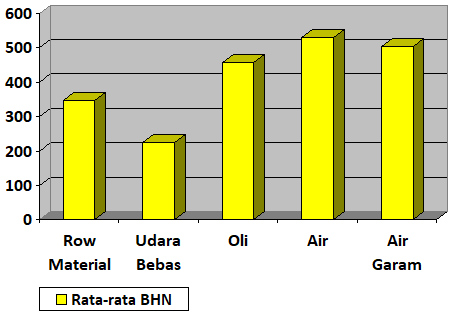 600
500
400
300
200
100
0
Row Material
Udara Bebas
Oli
Air
Air Garam
Rata-rata BHN